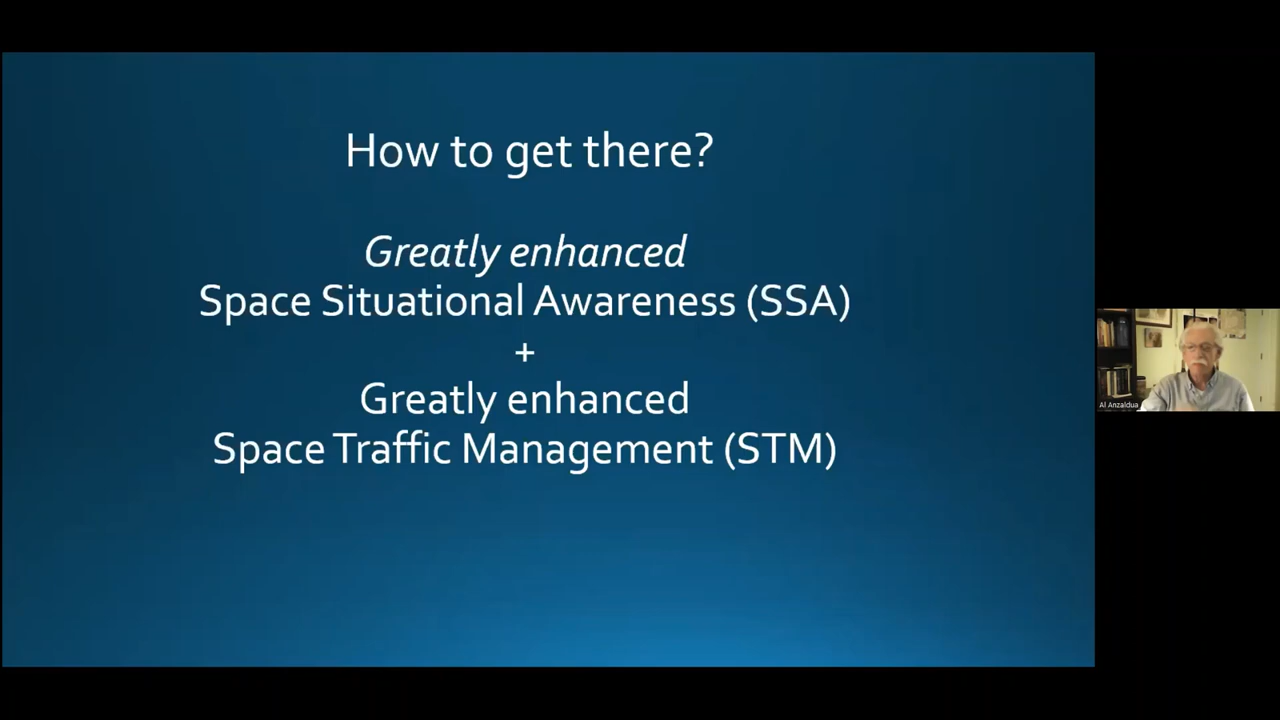 How to get there?
Greatly enhanced
Space Situational Awareness (SSA)
+
Greatly enhanced
Space Traffic Management (STM)
Al Anzaldua